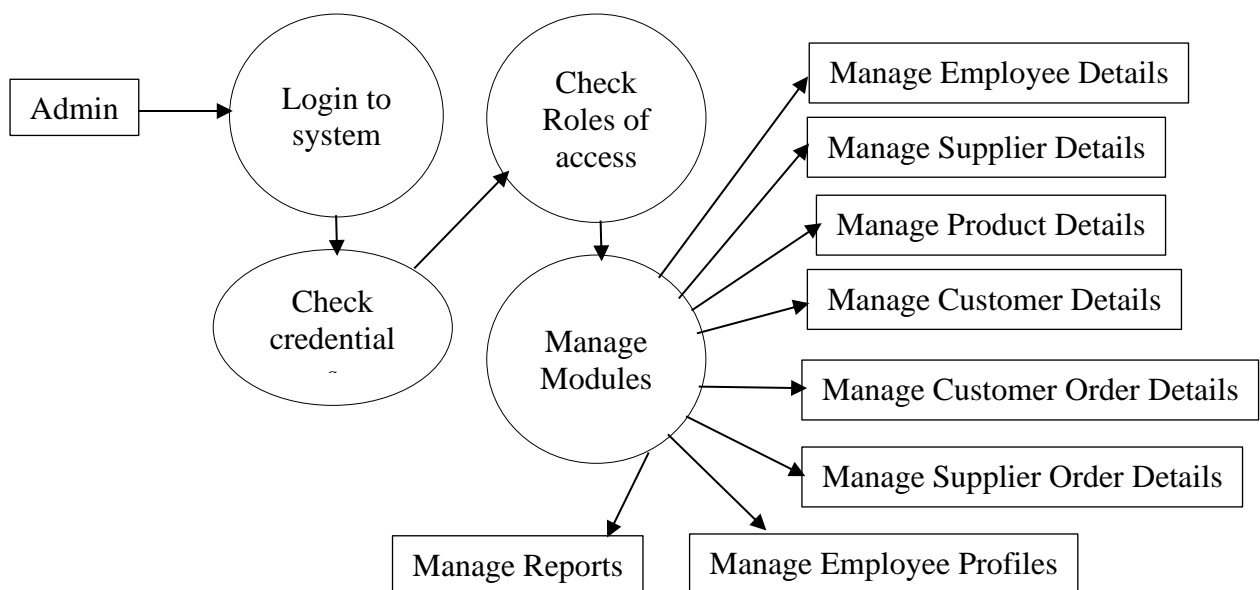 Admin
Login to
system
Check
credential
Check
Roles of
access
Manage
Modules
Manage Employee Details
Manage Supplier Details
Manage Product Details
Manage Customer Details
Manage Customer Order Details
Manage Supplier Order Details
Manage Employee Profiles
Manage Reports